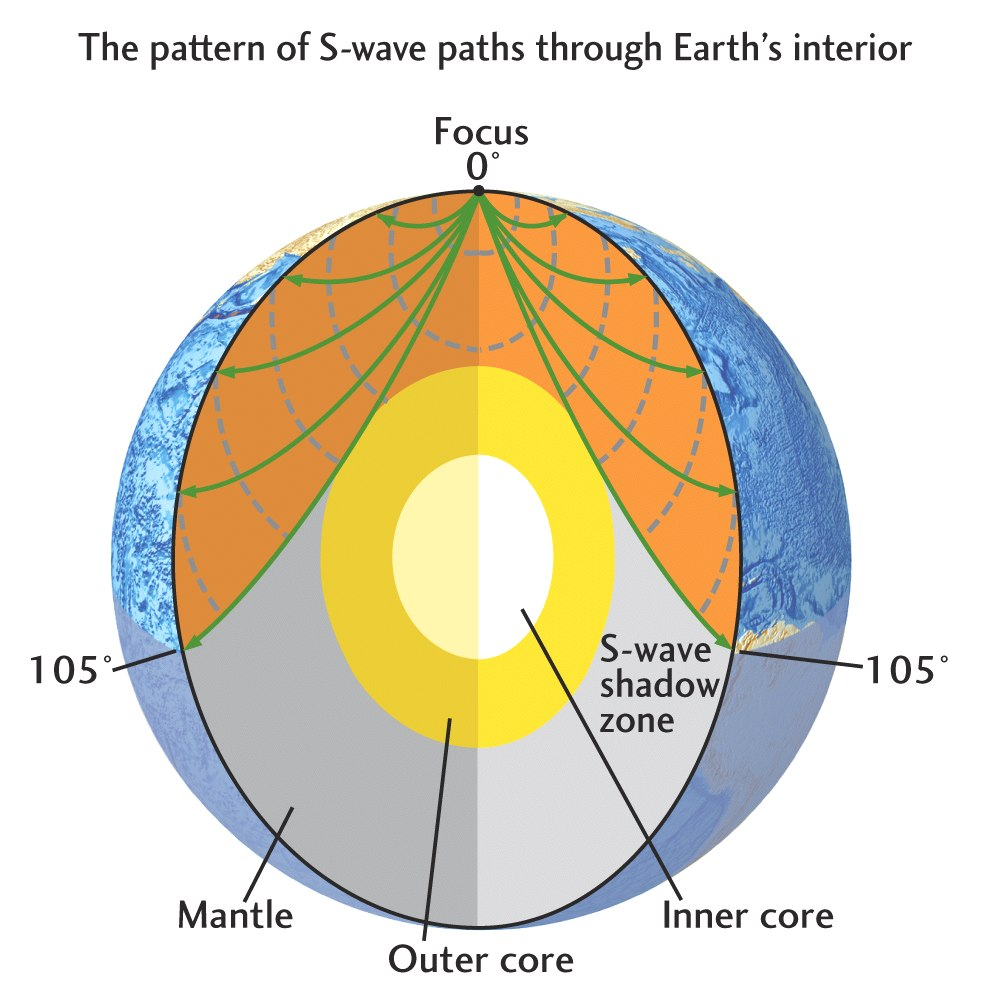 The pattern of S-wave paths through Earth’s interior
Focus
0°
105°
105°
S-wave
shadow
zone
Mantle
Inner core
Outer core